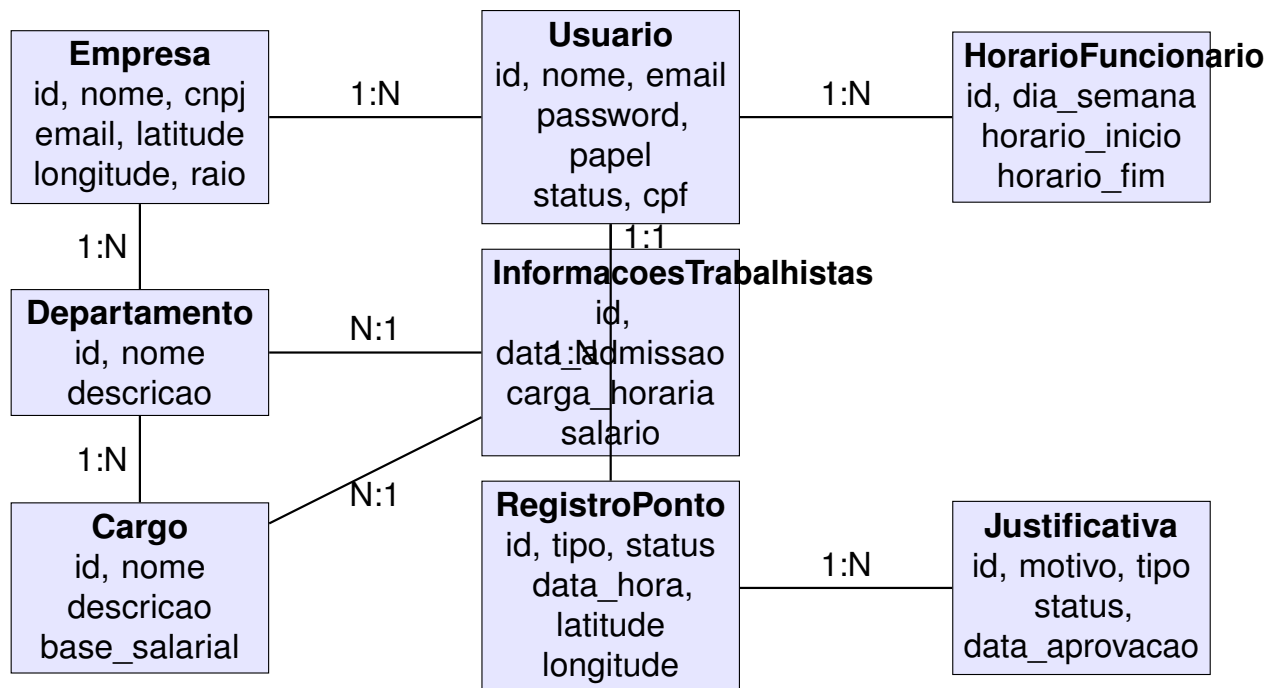 Empresa
id, nome, cnpj
email, latitude
longitude, raio
1:N
Usuario
id, nome, email
password,
papel
status, cpf
1:N
HorarioFuncionario
id, dia_semana
horario_inicio
horario_fim
1:N
1:1
Departamento
id, nome
descricao
N:1
InformacoesTrabalhistas
id,
data_admissao
1:N
carga_horaria
salario
1:N
N:1
Cargo
id, nome
descricao
base_salarial
RegistroPonto
id, tipo, status
data_hora,
latitude
longitude
1:N
Justificativa
id, motivo, tipo
status,
data_aprovacao